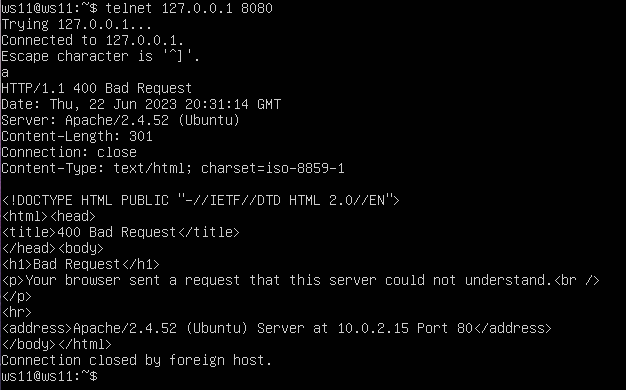 ws11@ws11:~$ telnet 127.0.0.1 8080
Trying 127.0.0.1...
Connected to 127.0.0.1.
Escape character is '^]'.
a
HTTP/1.1 400 Bad Request
Date: Thu, 22 Jun 2023 20:31:14 GMT
Server: Apache/2.4.52 (Ubuntu)
Content-Length: 301
Connection: close
Content-Type: text/html; charset=iso-8859-1

<!DOCTYPE HTML PUBLIC "-//IETF//DTD HTML 2.0//EN">
<html><head>
<title>400 Bad Request</title>
</head><body>
<h1>Bad Request</h1>
<p>Your browser sent a request that this server could not understand.<br />
</p>
<hr>
<address>Apache/2.4.52 (Ubuntu) Server at 10.0.2.15 Port 80</address>
</body></html>
Connection closed by foreign host.
ws11@ws11:~$